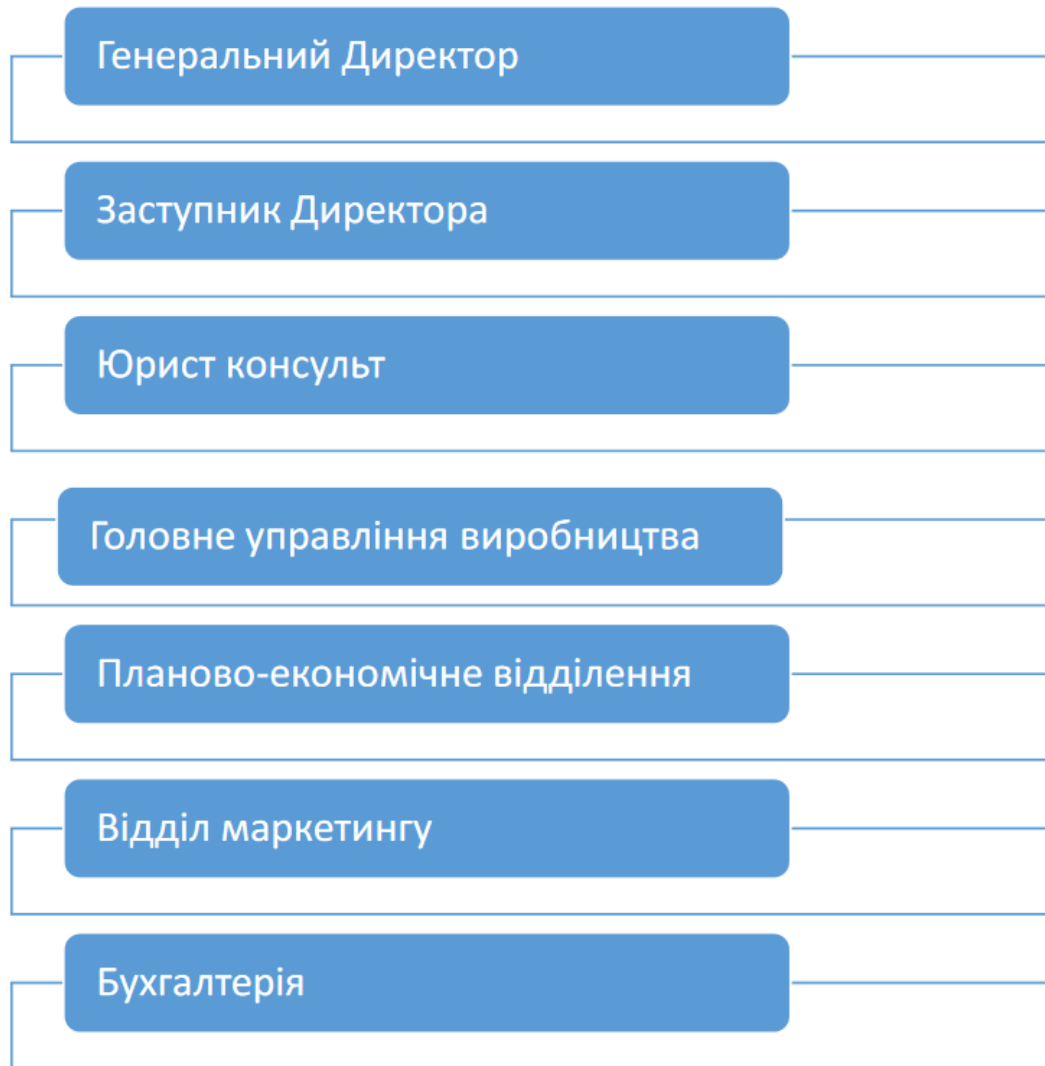 Генеральний Директор
Заступник Директора
Юрист консульт
Головне управління виробництва
Планово-економічне відділення
Відділ маркетингу
Бухгалтерія